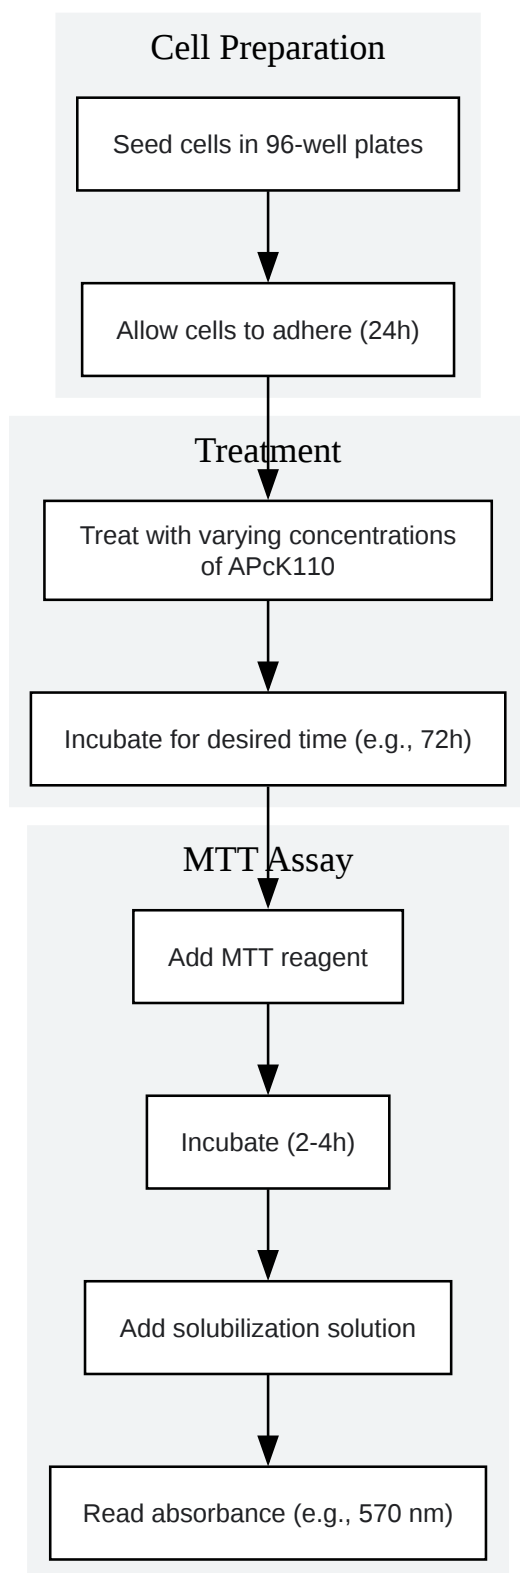 Cell Preparation
Seed cells in 96-well plates
Allow cells to adhere (24h)
Treatment
Treat with varying concentrations
of APcK110
Incubate for desired time (e.g., 72h)
MTT Assay
Add MTT reagent
Incubate (2-4h)
Add solubilization solution
Read absorbance (e.g., 570 nm)